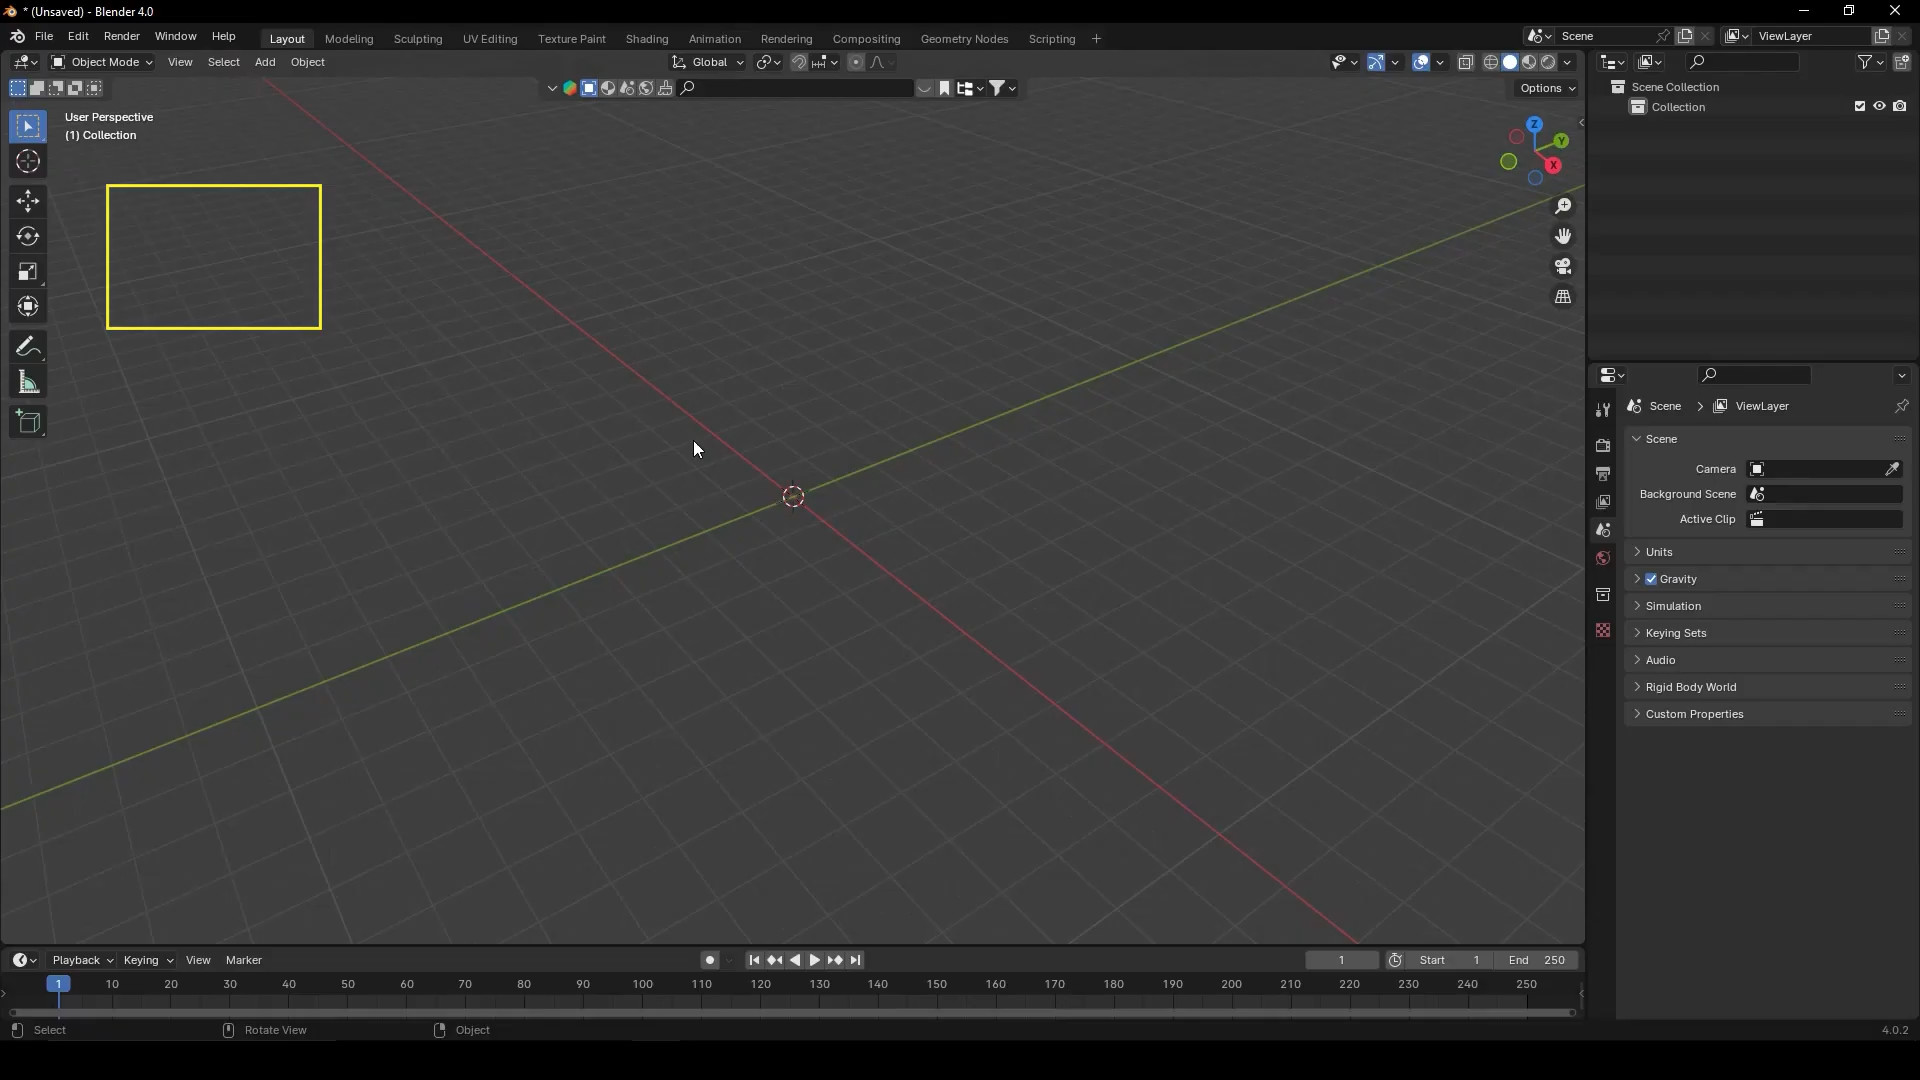 * (Unsaved) - Blender 4.0
File Edit Render Window Help Layout Modeling Sculpting UV Editing Texture Paint Shading Animation Rendering Compositing Geometry Nodes Scripting + Scene ViewLayer
Object Mode View Select Add Object Global
Options
User Perspective
(1) Collection
Z
Y
X
Scene Collection
Collection
Scene > ViewLayer
Scene
Camera
Background Scene
Active Clip
Units
Gravity
Simulation
Keying Sets
Audio
Rigid Body World
Custom Properties
Playback Keying View Marker 1 Start 1 End 250
1 10 20 30 40 50 60 70 80 90 100 110 120 130 140 150 160 170 180 190 200 210 220 230 240 250
Select Rotate View Object 4.0.2